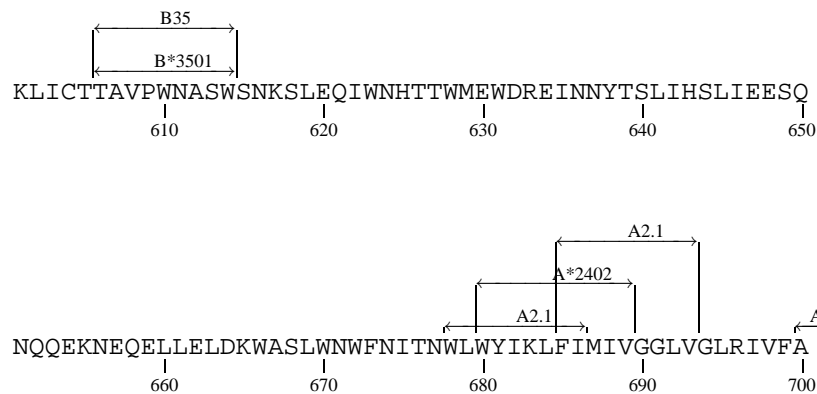 B35
B*3501
KLICTTAVPWNASWSNKSLEQIWNHTTWMEWDREINNYTSLIHSLIEESQ
610 620 630 640 650
A2.1
A*2402
A2.1 A
NQQEKNEQELLELDKWASLWNWFNITNWLWYIKLFIMIVGGLVGLRIVFA
660 670 680 690 700